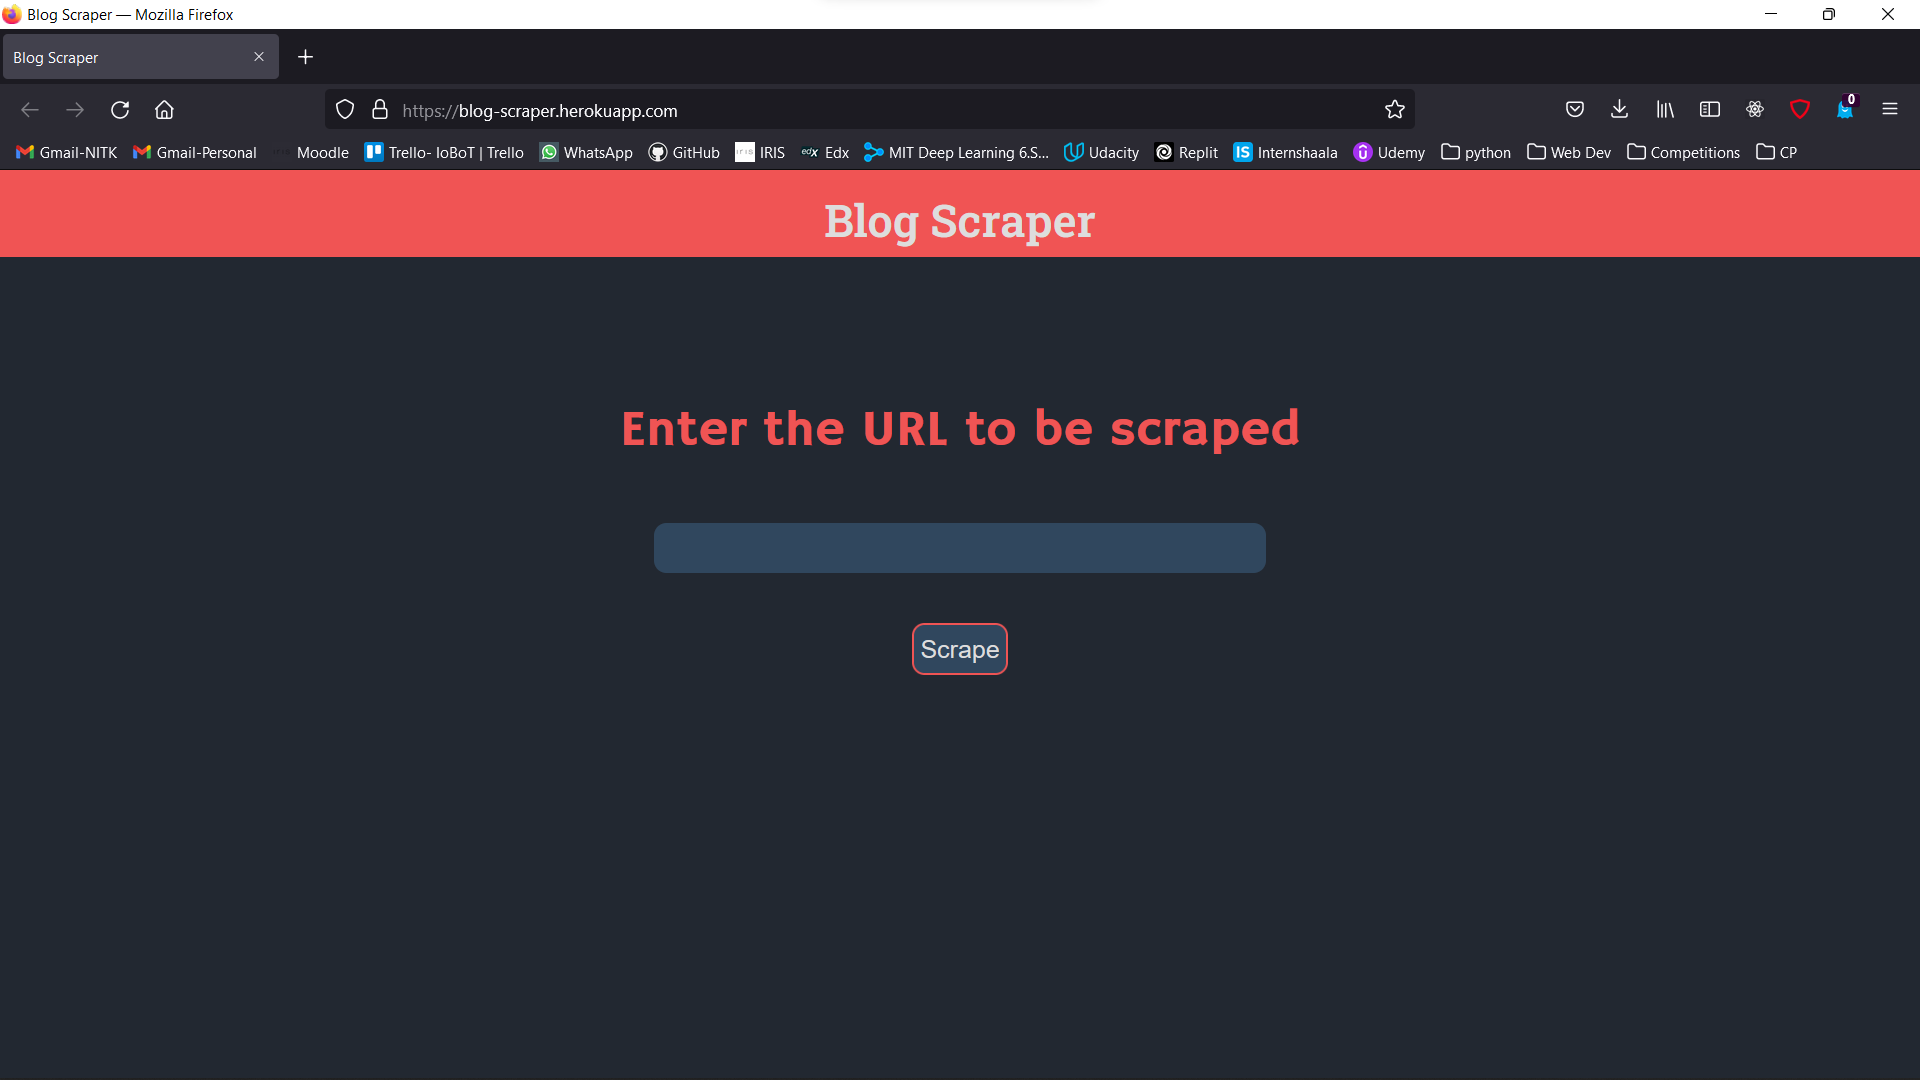 Blog Scraper — Mozilla Firefox
Blog Scraper
https://blog-scraper.herokuapp.com
0
Gmail-NITK Gmail-Personal Moodle Trello- IoBoT | Trello WhatsApp GitHub IRIS edx Edx MIT Deep Learning 6.S... Udacity Replit IS Internshaala Udemy python Web Dev Competitions CP
Blog Scraper
Enter the URL to be scraped
Scrape